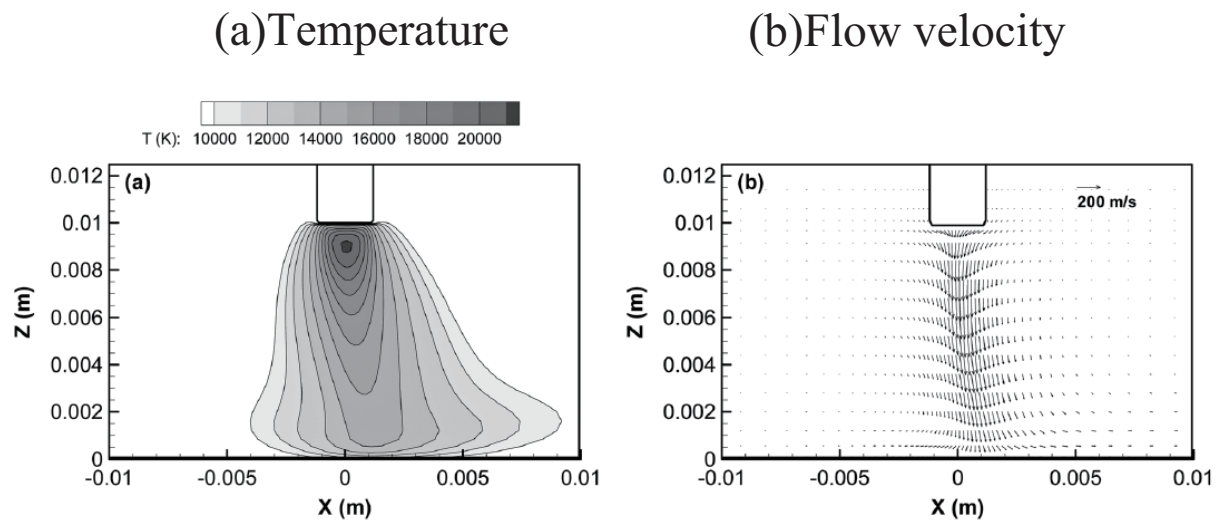 (a)Temperature
(b)Flow velocity
T (K): 10000 12000 14000 16000 18000 20000
(a)
0.012
0.01
0.008
0.006
0.004
0.002
0
Z (m)
-0.01 -0.005 0 0.005 0.01
X (m)
(b)
200 m/s
0.012
0.01
0.008
0.006
0.004
0.002
0
Z (m)
-0.01 -0.005 0 0.005 0.01
X (m)